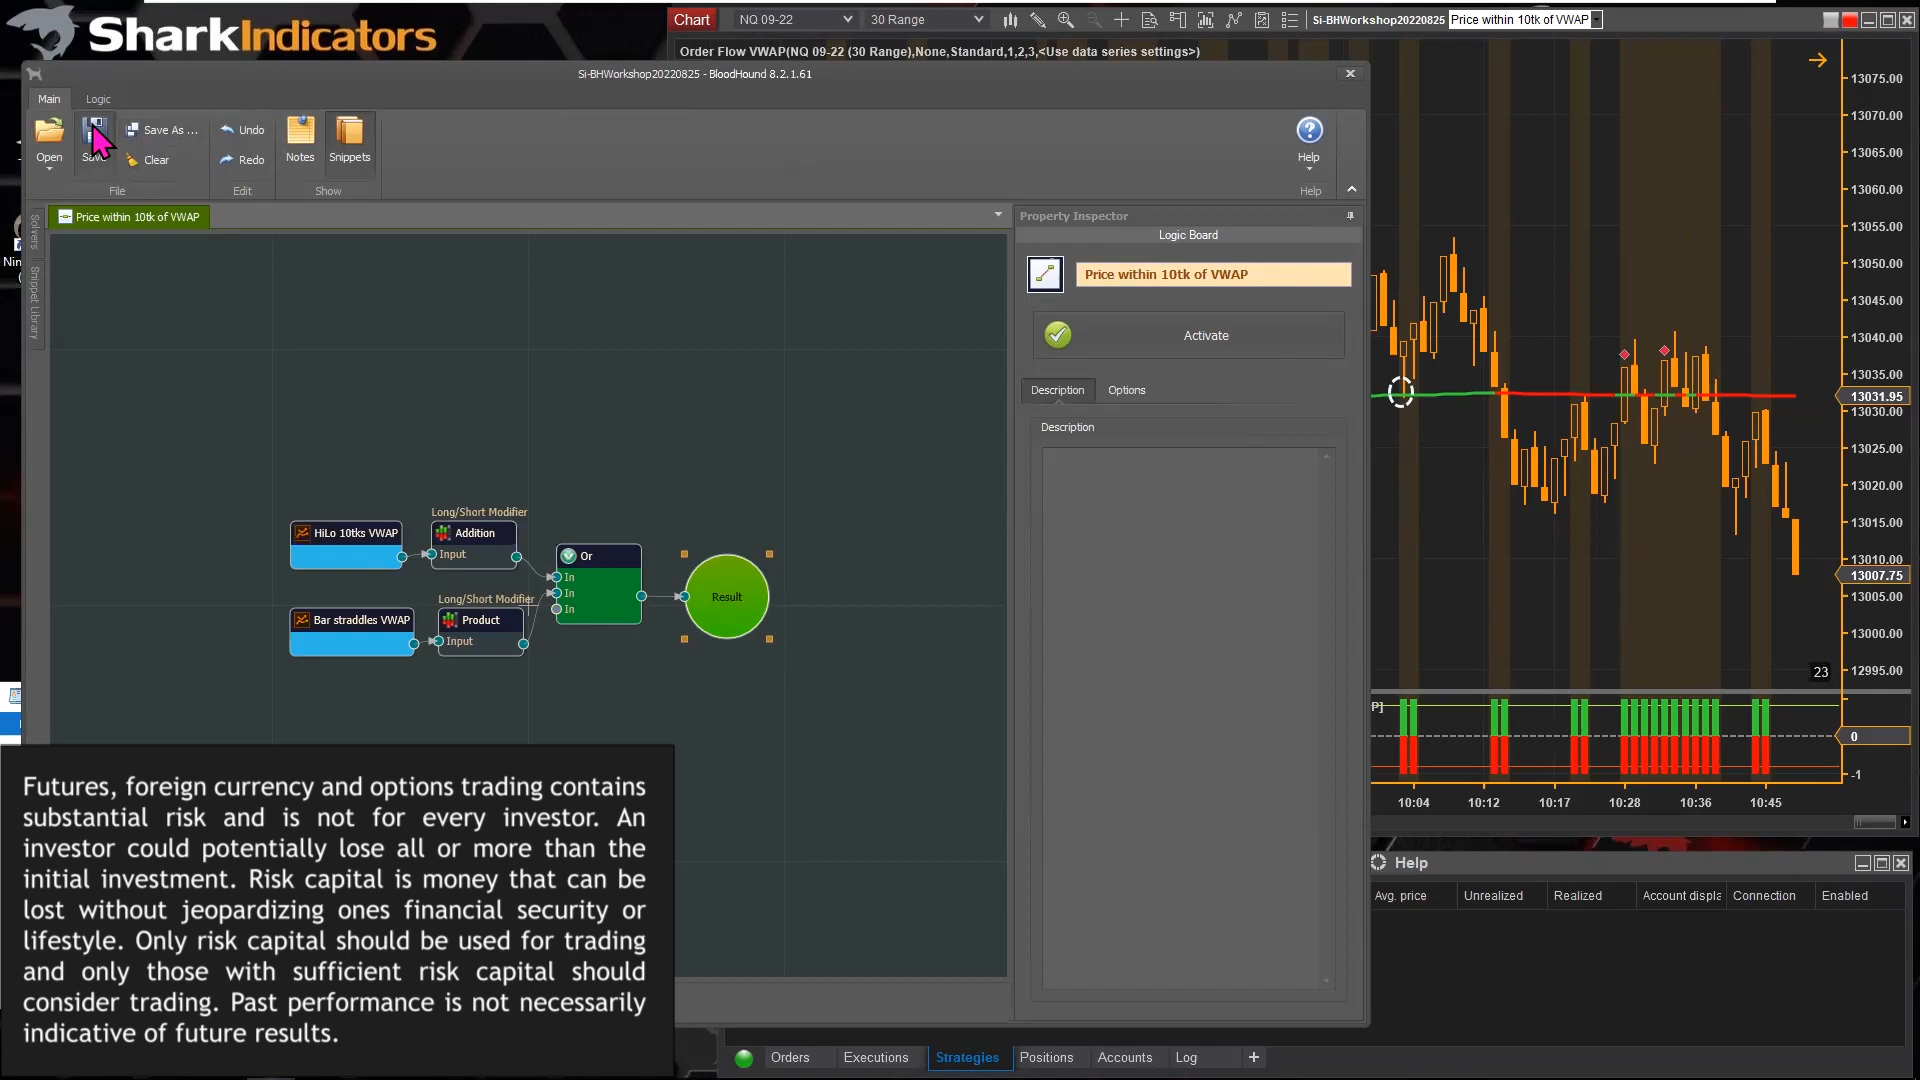 SharkIndicators
Chart
NQ 09-22
30 Range
Si-BHWorkshop20220825
Price within 10tk of VWAP
Order Flow VWAP(NQ 09-22 (30 Range),None,Standard,1,2,3,<Use data series settings>)
Si-BHWorkshop20220825 - BloodHound 8.2.1.61
Main
Logic
Open
Save
Save As ...
Clear
File
Undo
Redo
Edit
Notes
Snippets
Show
Help
Help
Solvers
Snippet Library
Price within 10tk of VWAP
Long/Short Modifier
HiLo 10tks VWAP
Addition
Input
Or
In
In
In
Result
Long/Short Modifier
Bar straddles VWAP
Product
Input
Property Inspector
Logic Board
Price within 10tk of VWAP
Activate
Description
Options
Description
13075.00
13070.00
13065.00
13060.00
13055.00
13050.00
13045.00
13040.00
13035.00
13031.95
13030.00
13025.00
13020.00
13015.00
13010.00
13007.75
13005.00
13000.00
12995.00
23
P]
0
-1
10:04
10:12
10:17
10:28
10:36
10:45
Help
Avg. price
Unrealized
Realized
Account displa
Connection
Enabled
Orders
Executions
Strategies
Positions
Accounts
Log
Futures, foreign currency and options trading contains
substantial risk and is not for every investor. An
investor could potentially lose all or more than the
initial investment. Risk capital is money that can be
lost without jeopardizing ones financial security or
lifestyle. Only risk capital should be used for trading
and only those with sufficient risk capital should
consider trading. Past performance is not necessarily
indicative of future results.